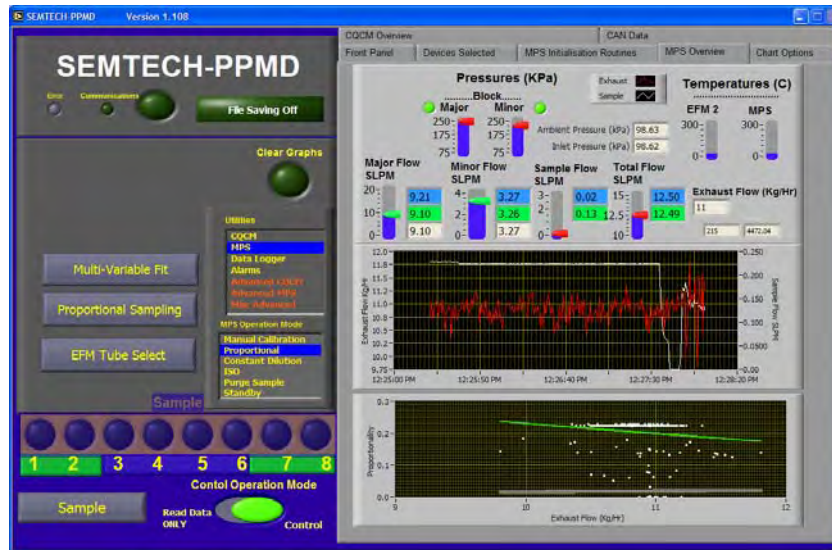 SEMTECH-PPMD Version 1.108
SEMTECH-PPMD
Error Communications
File Saving Off
Clear Graphs
Utilities
CQCM
MPS
Data Logger
Alarms
Advanced CQCM
Advanced MPS
Misc Advanced
MPS Operation Mode
Manual Calibration
Proportional
Constant Dilution
ISO
Purge Sample
Standby
Multi-Variable Fit
Proportional Sampling
EFM Tube Select
Sample
1 2 3 4 5 6 7 8
Contol Operation Mode
Sample
Read Data
ONLY
Control
CQCM Overview CAN Data
Front Panel Devices Selected MPS Initialisation Routines MPS Overview Chart Options
Pressures (KPa)
Block
Major Minor
250
175
75
250
175
75
Exhaust
Sample
Ambient Pressure (kPa) 98.63
Inlet Pressure (kPa) 98.62
Temperatures (C)
EFM 2 MPS
300
0
300
0
Major Flow
SLPM
20
10
0
9.21
9.10
9.10
Minor Flow
SLPM
4
2
0
3.27
3.26
3.27
Sample Flow
SLPM
3
2
0
0.02
0.13
Total Flow
SLPM
15
12.5
10
12.50
12.49
Exhaust Flow (Kg/Hr)
11
215 4472.04
Exhaust Flow Kg/Hr
12.0
11.8
11.5
11.2
11.0
10.8
10.5
10.2
10.0
9.75
0.250
0.200
0.150
0.100
0.0500
0.00
Sample Flow SLPM
12:25:00 PM 12:25:50 PM 12:26:40 PM 12:27:30 PM 12:28:20 PM
Proportionality
0.3
0.2
0.1
0.0
9 10 11 12
Exhaust Flow (Kg/Hr)